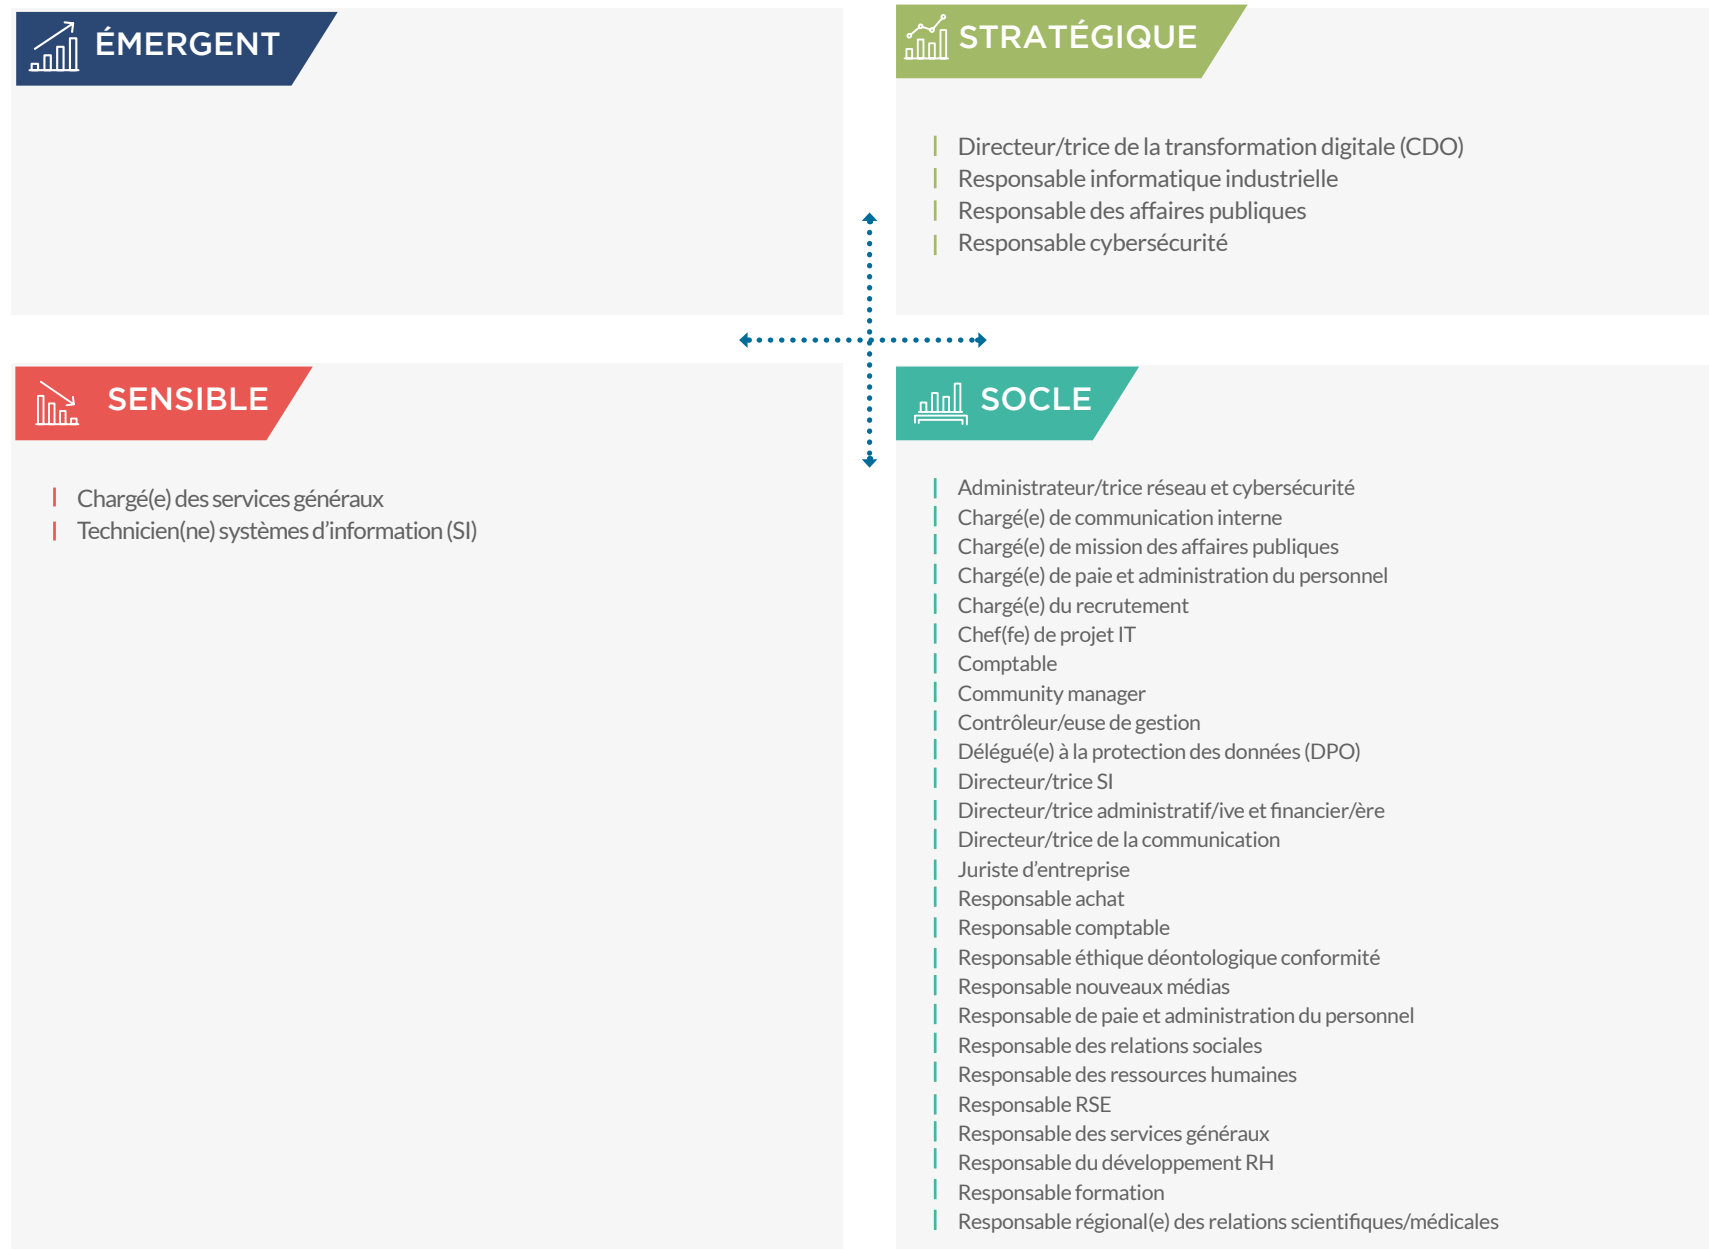 ÉMERGENT
STRATÉGIQUE
Directeur/trice de la transformation digitale (CDO)
Responsable informatique industrielle
Responsable des affaires publiques
Responsable cybersécurité
SENSIBLE
Chargé(e) des services généraux
Technicien(ne) systèmes d’information (SI)
SOCLE
Administrateur/trice réseau et cybersécurité
Chargé(e) de communication interne
Chargé(e) de mission des affaires publiques
Chargé(e) de paie et administration du personnel
Chargé(e) du recrutement
Chef(fe) de projet IT
Comptable
Community manager
Contrôleur/euse de gestion
Délégué(e) à la protection des données (DPO)
Directeur/trice SI
Directeur/trice administratif/ive et financier/ère
Directeur/trice de la communication
Juriste d’entreprise
Responsable achat
Responsable comptable
Responsable éthique déontologique conformité
Responsable nouveaux médias
Responsable de paie et administration du personnel
Responsable des relations sociales
Responsable des ressources humaines
Responsable RSE
Responsable des services généraux
Responsable du développement RH
Responsable formation
Responsable régional(e) des relations scientifiques/médicales